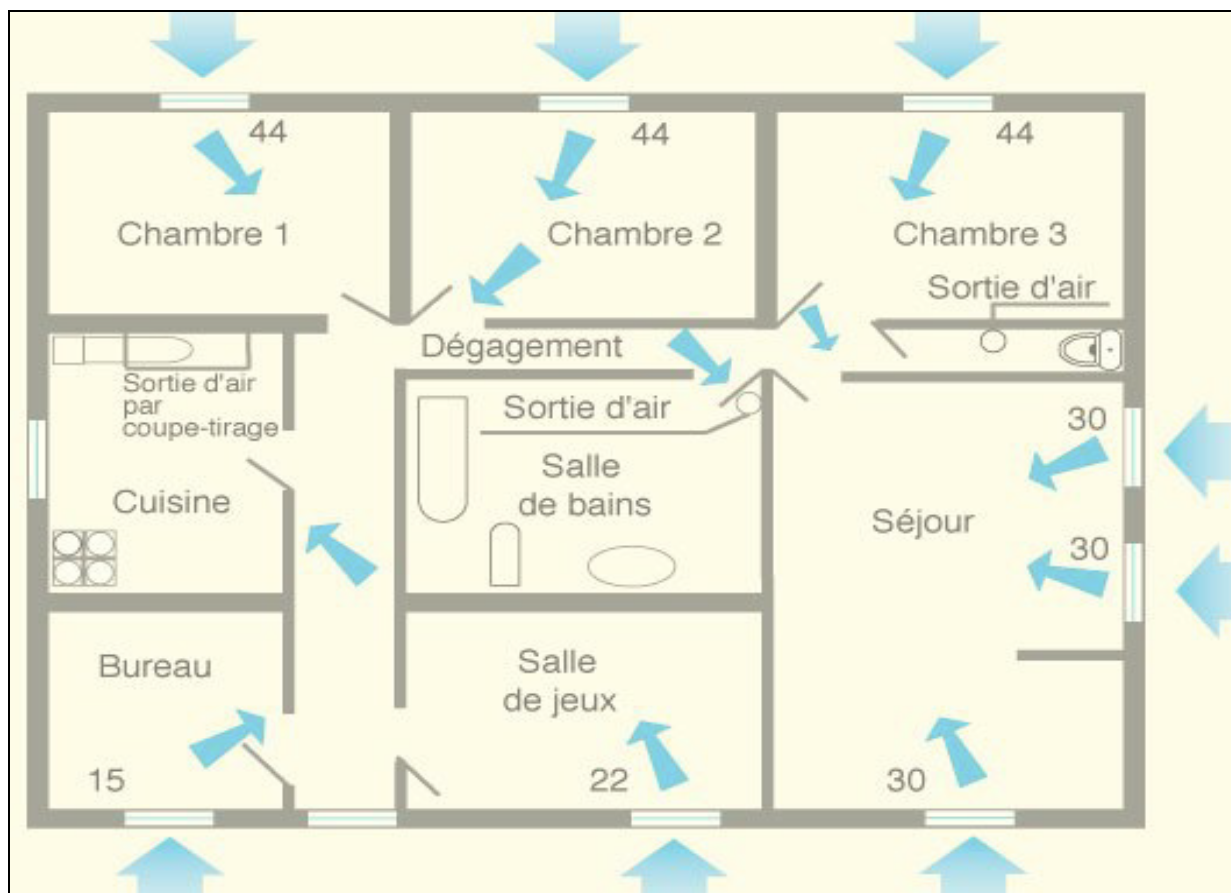 44
44
44
Chambre 1
Chambre 2
Chambre 3
Sortie d'air
Dégagement
Sortie d'air
par
coupe-tirage
Sortie d'air
30
Cuisine
Salle
de bains
Séjour
30
Bureau
Salle
de jeux
15
22
30